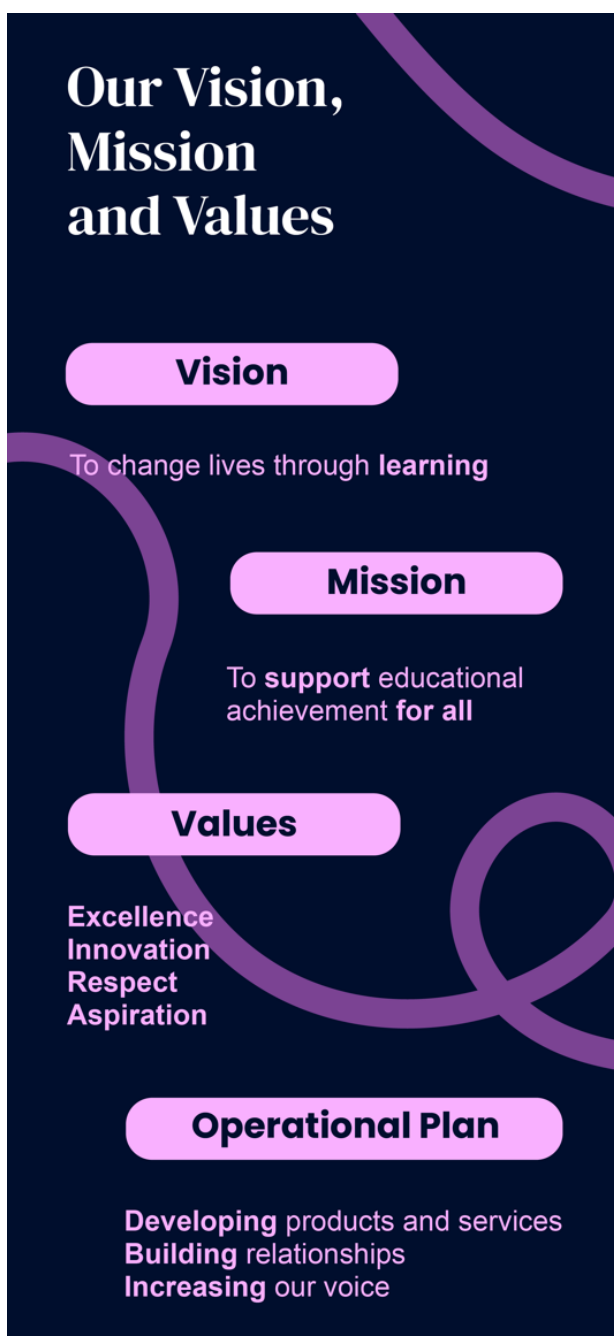 Our Vision,
Mission
and Values
Vision
To change lives through learning
Mission
To support educational
achievement for all
Values
Excellence
Innovation
Respect
Aspiration
Operational Plan
Developing products and services
Building relationships
Increasing our voice